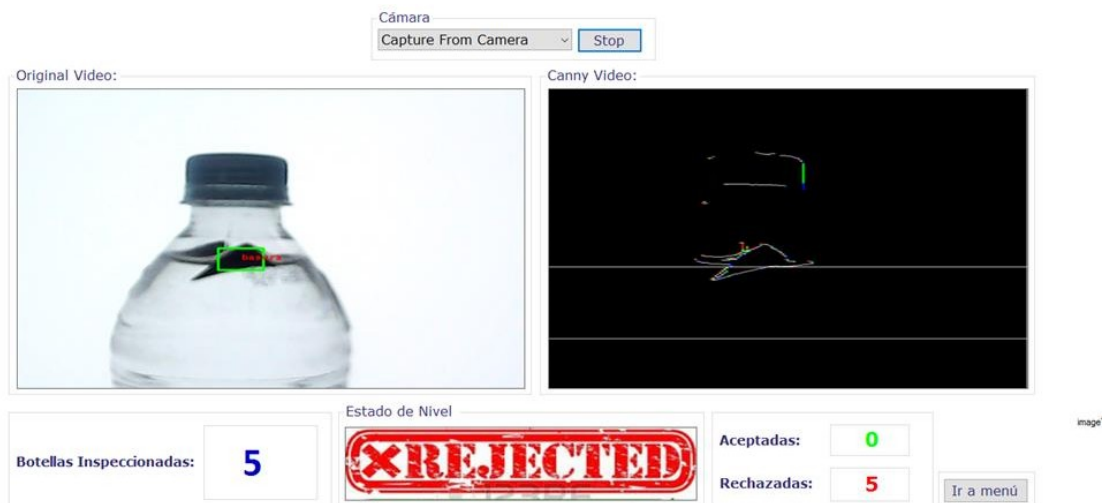 Cámara
Capture From Camera
Stop
Original Video:
Canny Video:
basura
Botellas Inspeccionadas:
5
Estado de Nivel
REJECTED
Aceptadas:
0
Rechazadas:
5
Ir a menú